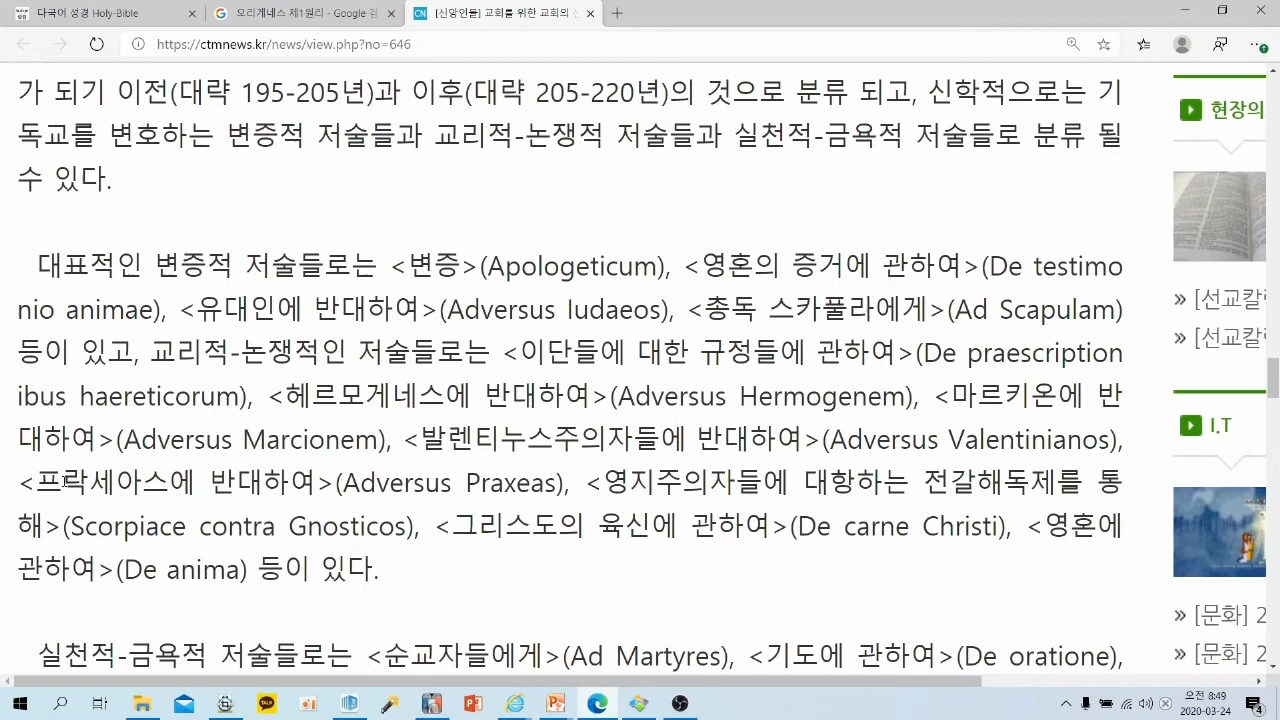 다국어 성경 Holy-Bible
오리게네스 제1원리 - Google 검
[신앙인물] 교회를 위한 교회의
https://ctmnews.kr/news/view.php?no=646
가 되기 이전(대략 195-205년)과 이후(대략 205-220년)의 것으로 분류 되고, 신학적으로는 기
독교를 변호하는 변증적 저술들과 교리적-논쟁적 저술들과 실천적-금욕적 저술들로 분류 될
수 있다.
대표적인 변증적 저술들로는 <변증>(Apologeticum), <영혼의 증거에 관하여>(De testimo
nio animae), <유대인에 반대하여>(Adversus Iudaeos), <총독 스카풀라에게>(Ad Scapulam)
등이 있고, 교리적-논쟁적인 저술들로는 <이단들에 대한 규정들에 관하여>(De praescription
ibus haereticorum), <헤르모게네스에 반대하여>(Adversus Hermogenem), <마르키온에 반
대하여>(Adversus Marcionem), <발렌티누스주의자들에 반대하여>(Adversus Valentinianos),
<프락세아스에 반대하여>(Adversus Praxeas), <영지주의자들에 대항하는 전갈해독제를 통
해>(Scorpiace contra Gnosticos), <그리스도의 육신에 관하여>(De carne Christi), <영혼에
관하여>(De anima) 등이 있다.
실천적-금욕적 저술들로는 <순교자들에게>(Ad Martyres), <기도에 관하여>(De oratione),
현장의
» [선교칼
» [선교칼
I.T
» [문화] 2
» [문화] 2
오전 8:49
2020-03-24